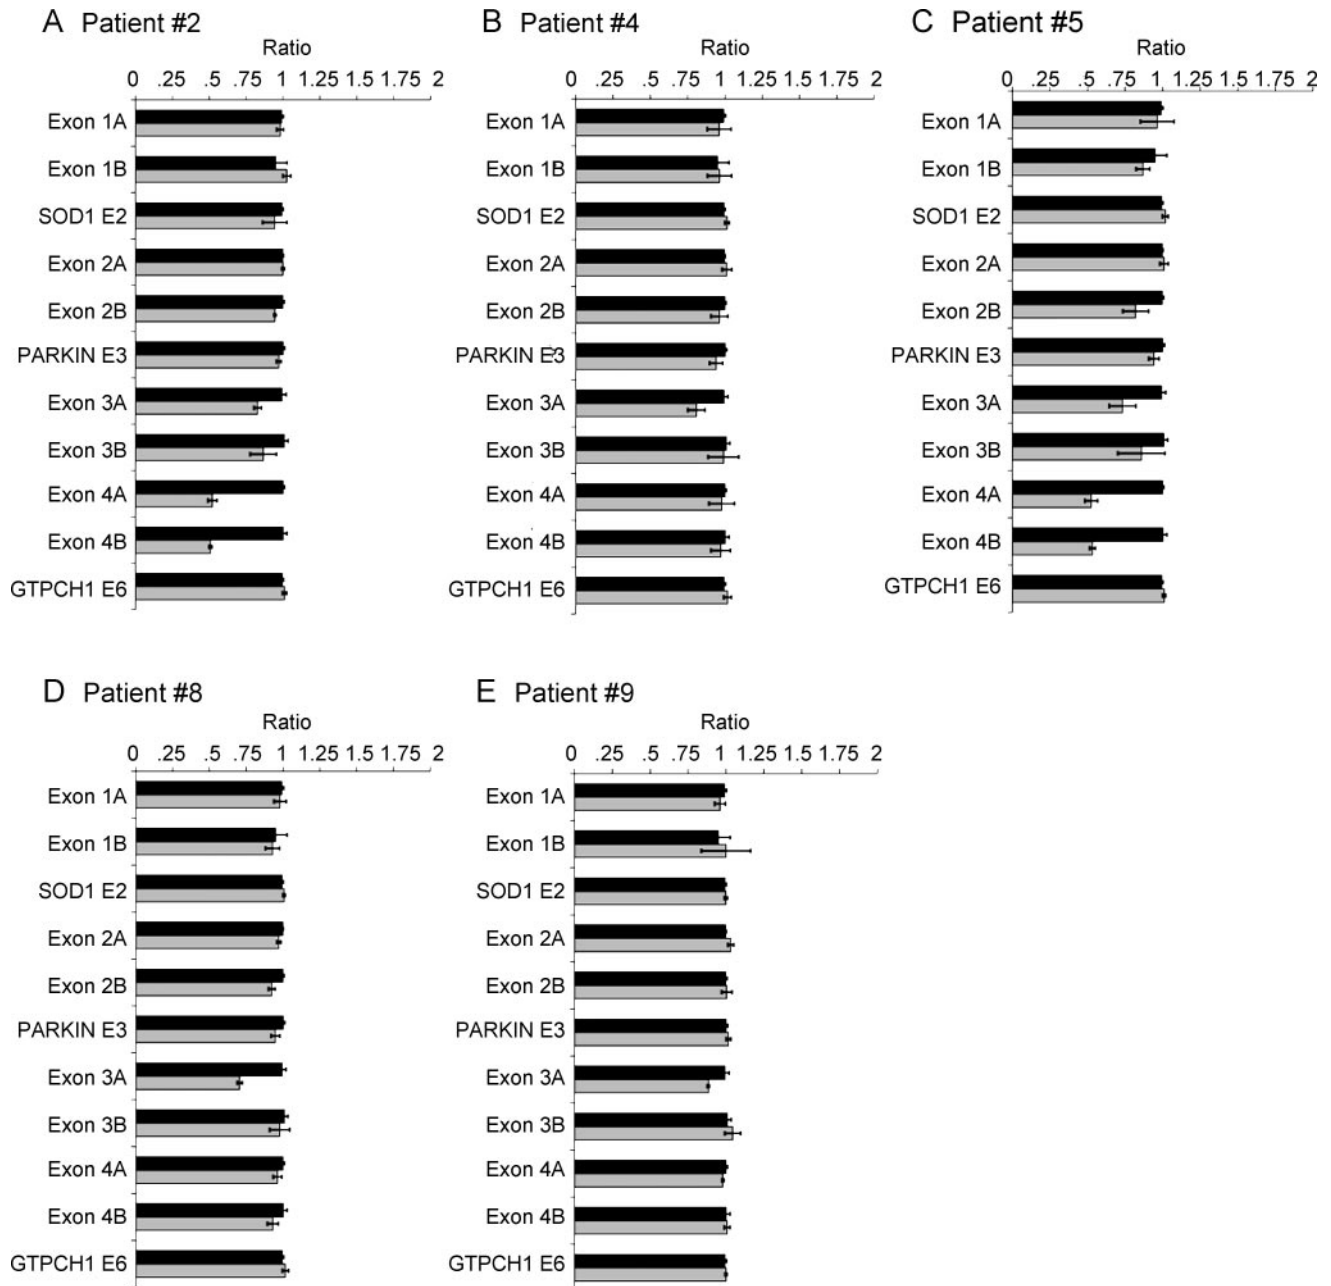 A Patient #2
Ratio
0 .25 .5 .75 1 1.25 1.75 2
Exon 1A
Exon 1B
SOD1 E2
Exon 2A
Exon 2B
PARKIN E3
Exon 3A
Exon 3B
Exon 4A
Exon 4B
GTPCH1 E6
B Patient #4
Ratio
0 .25 .5 .75 1 1.25 1.75 2
Exon 1A
Exon 1B
SOD1 E2
Exon 2A
Exon 2B
PARKIN E3
Exon 3A
Exon 3B
Exon 4A
Exon 4B
GTPCH1 E6
C Patient #5
Ratio
0 .25 .5 .75 1 1.25 1.75 2
Exon 1A
Exon 1B
SOD1 E2
Exon 2A
Exon 2B
PARKIN E3
Exon 3A
Exon 3B
Exon 4A
Exon 4B
GTPCH1 E6
D Patient #8
Ratio
0 .25 .5 .75 1 1.25 1.75 2
Exon 1A
Exon 1B
SOD1 E2
Exon 2A
Exon 2B
PARKIN E3
Exon 3A
Exon 3B
Exon 4A
Exon 4B
GTPCH1 E6
E Patient #9
Ratio
0 .25 .5 .75 1 1.25 1.5 1.75 2
Exon 1A
Exon 1B
SOD1 E2
Exon 2A
Exon 2B
PARKIN E3
Exon 3A
Exon 3B
Exon 4A
Exon 4B
GTPCH1 E6